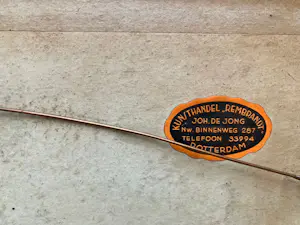 KUNSTHANDEL „REMBRANDT"
JOH. DE JONG
Nw. BINNENWEG 287
TELEFOON 33994
ROTTERDAM